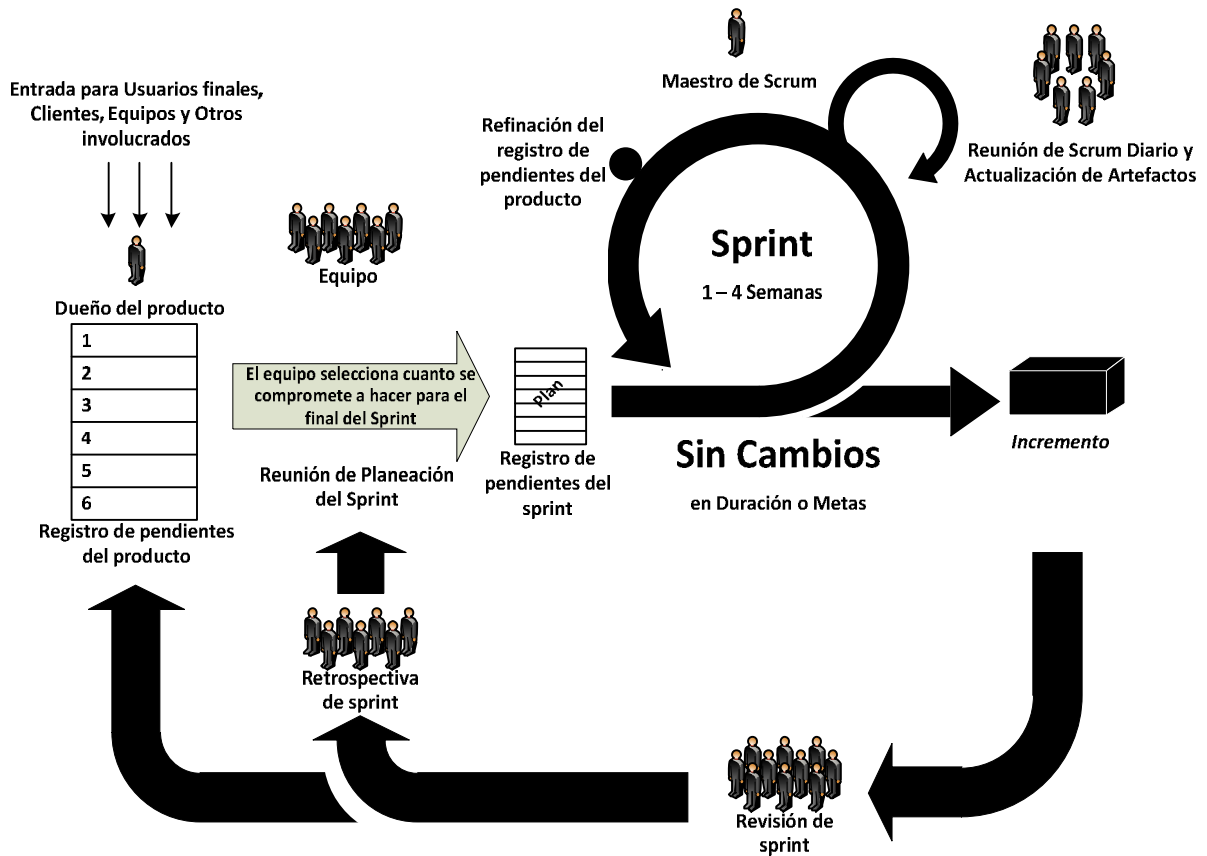 Entrada para Usuarios finales,
Clientes, Equipos y Otros
involucrados
Dueño del producto
1
2
3
4
5
6
Registro de pendientes
del producto
Equipo
El equipo selecciona cuanto se
compromete a hacer para el
final del Sprint
Reunión de Planeación
del Sprint
Plan
Registro de
pendientes del
sprint
Maestro de Scrum
Refinación del
registro de
pendientes del
producto
Reunión de Scrum Diario y
Actualización de Artefactos
Sprint
1 – 4 Semanas
Sin Cambios
en Duración o Metas
Incremento
Revisión de
sprint
Retrospectiva
de sprint